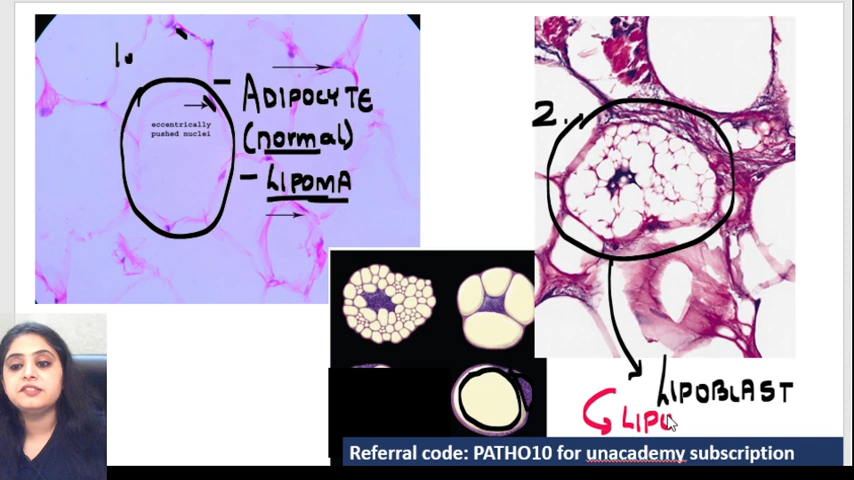 1.
- ADIPOCYTE
(normal)
- LIPOMA
eccentrically
pushed nuclei
2.
LIPOBLAST
LIPO
Referral code: PATHO10 for unacademy subscription